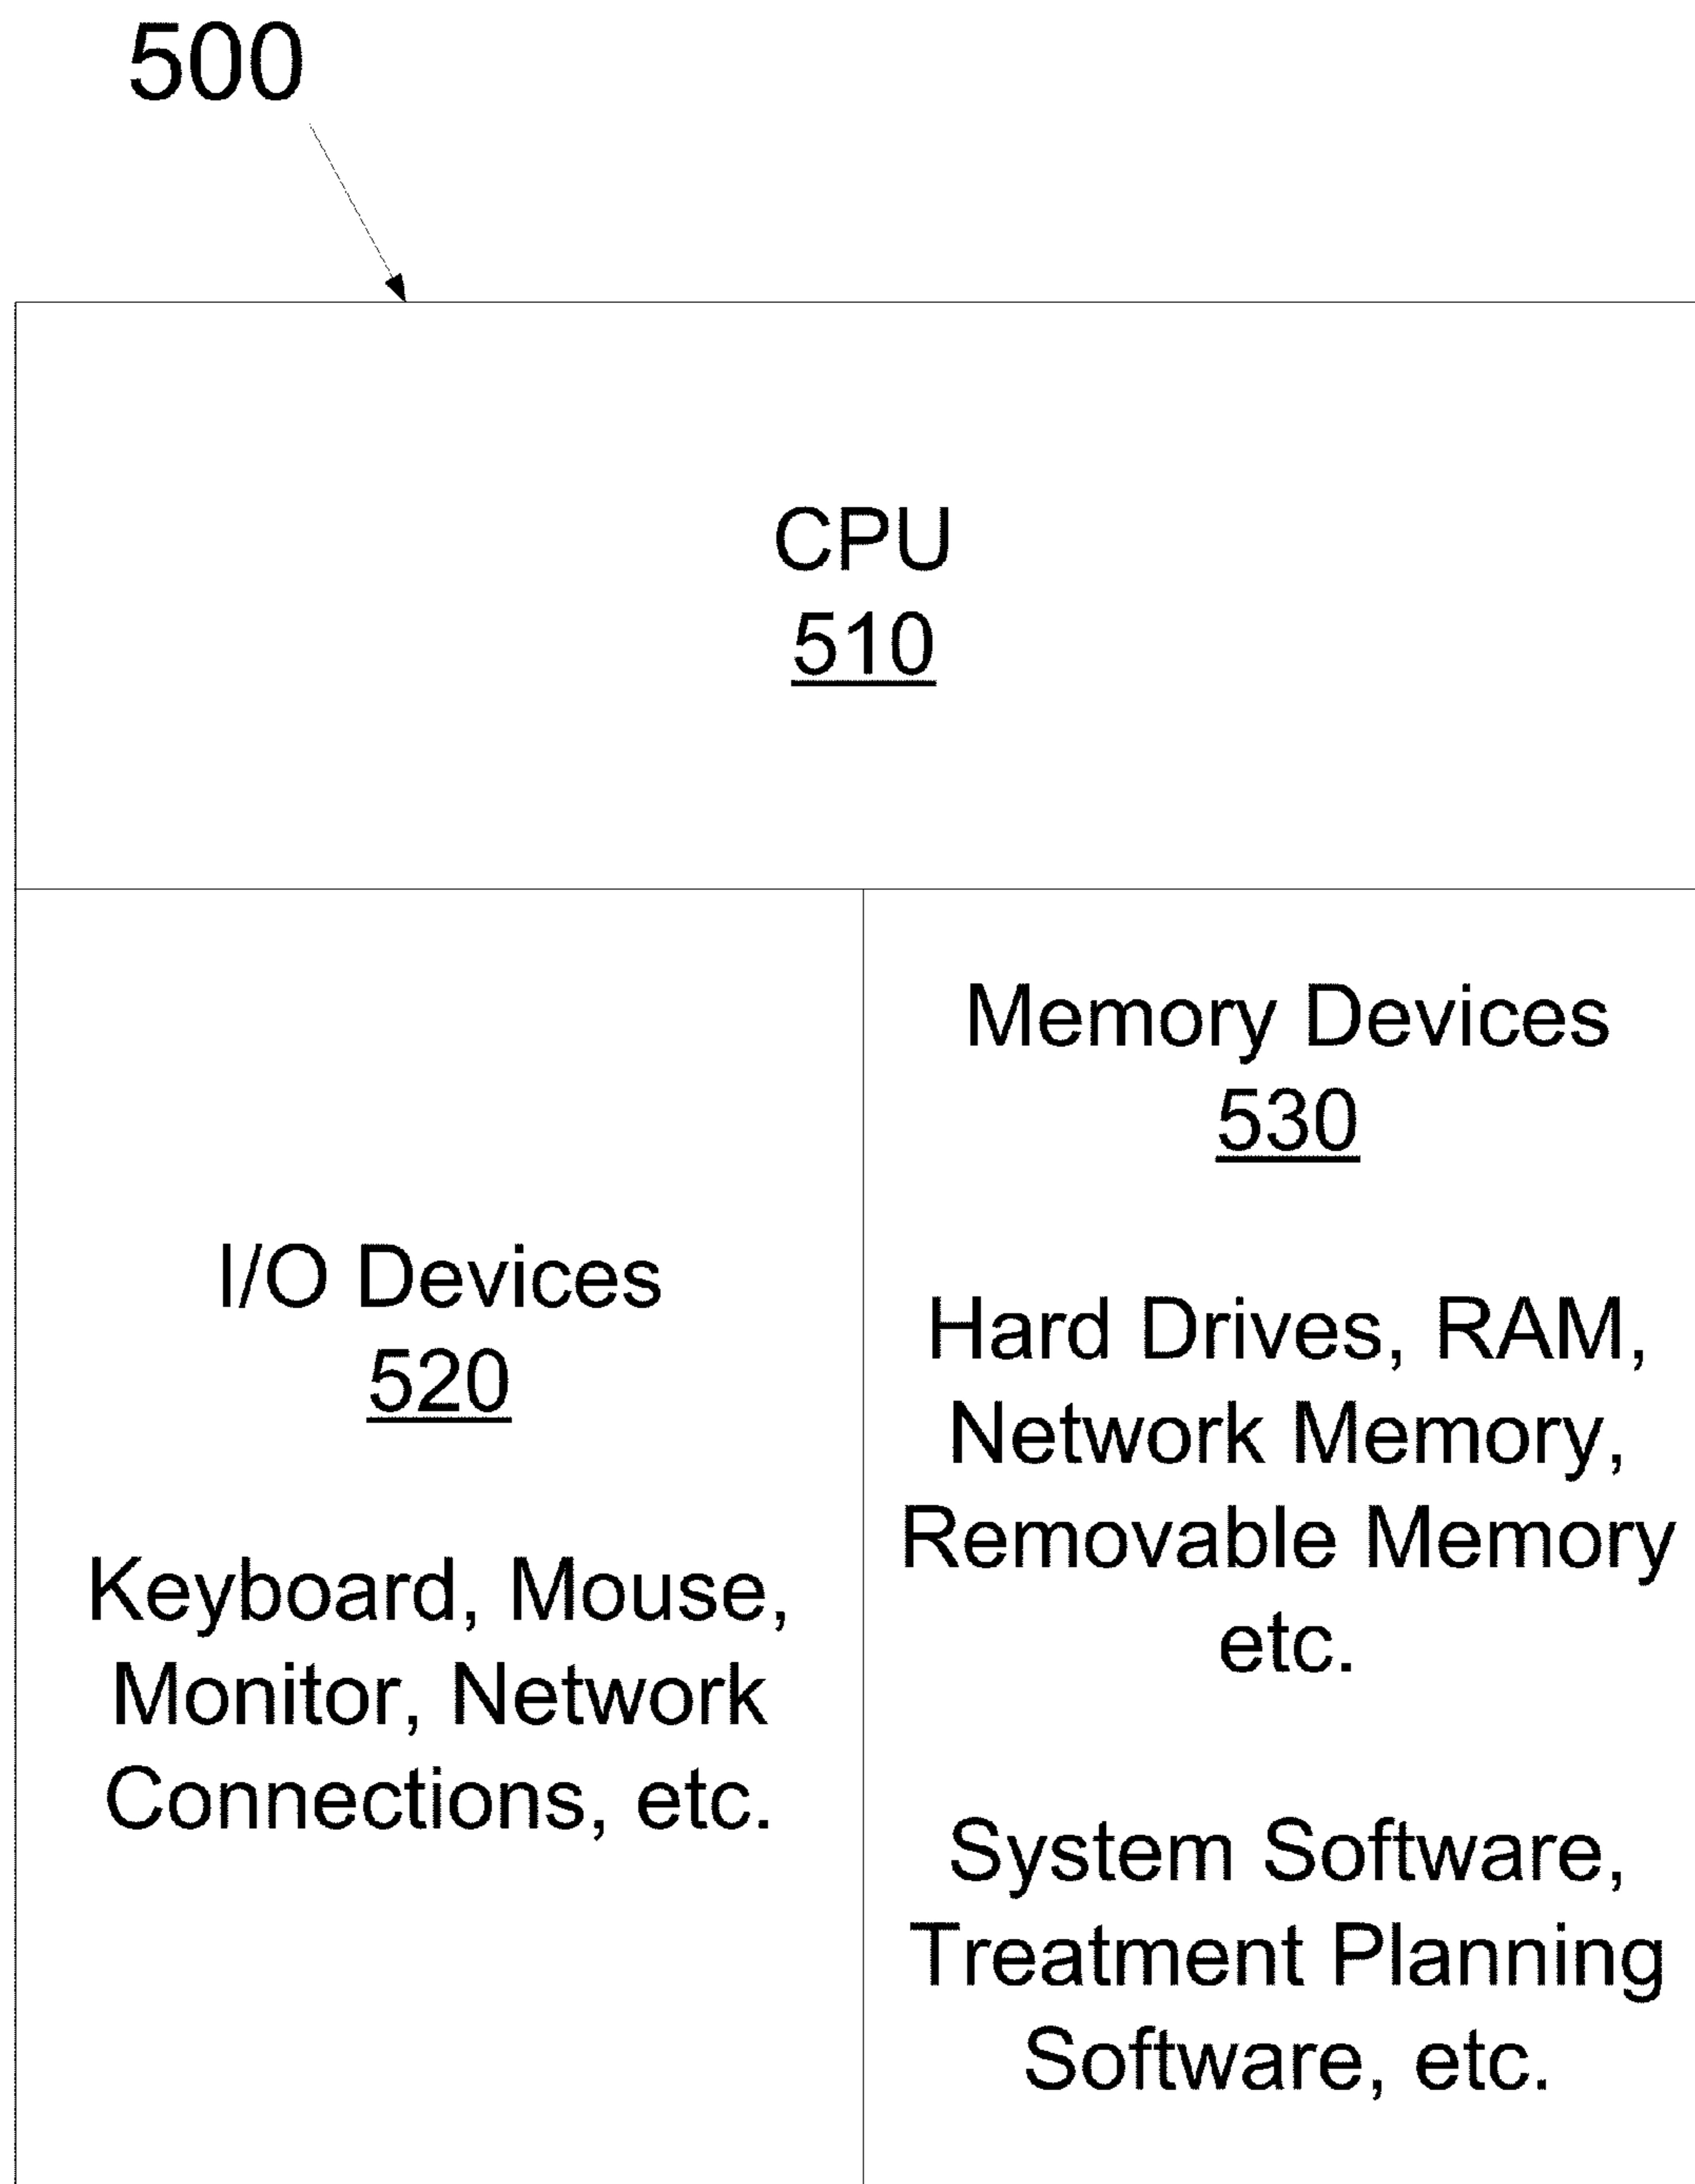 500
CPU
510
I/O Devices
520
Keyboard, Mouse,
Monitor, Network
Connections, etc.
Memory Devices
530
Hard Drives, RAM,
Network Memory,
Removable Memory
etc.
System Software,
Treatment Planning
Software, etc.